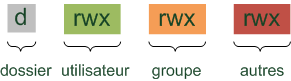 d rwx rwx rwx
dossier utilisateur groupe autres